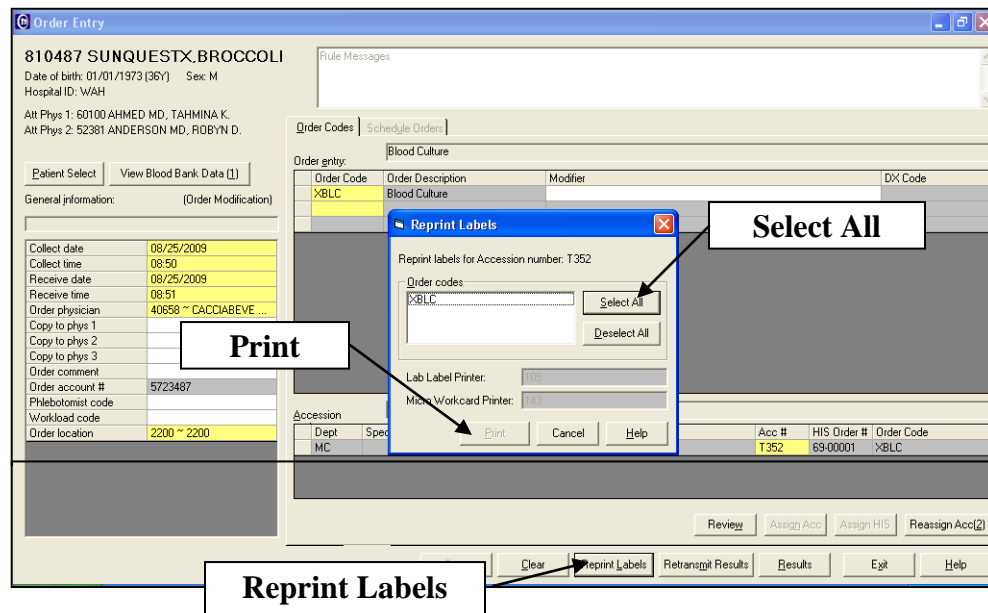 Order Entry
810487 SUNQUESTX,BROCCOLI
Date of birth: 01/01/1973 (36Y) Sex: M
Hospital ID: WAH
Att Phys 1: 60100 AHMED MD, TAHMINA K.
Att Phys 2: 52381 ANDERSON MD, ROBYN D.
Rule Messages
Patient Select
View Blood Bank Data (1)
General information: (Order Modification)
Collect date 08/25/2009
Collect time 08:50
Receive date 08/25/2009
Receive time 08:51
Order physician 40658 ~ CACCIABEVE ...
Copy to phys 1
Copy to phys 2
Copy to phys 3
Order comment
Order account # 5723487
Phlebotomist code
Workload code
Order location 2200 ~ 2200
Order Codes
Schedule Orders
Order entry: Blood Culture
Order Code Order Description Modifier DX Code
XBLC Blood Culture
Reprint Labels
Reprint labels for Accession number: T352
Order codes
XBLC
Select All
Deselect All
Lab Label Printer: 105
Micro Workcard Printer: 143
Print
Cancel
Help
Select All
Print
Accession
Dept Acc # HIS Order # Order Code
MC T352 69-00001 XBLC
Review
Assign Acc
Assign HIS
Reassign Acc(2)
Clear
Reprint Labels
Retransmit Results
Results
Exit
Help
Reprint Labels